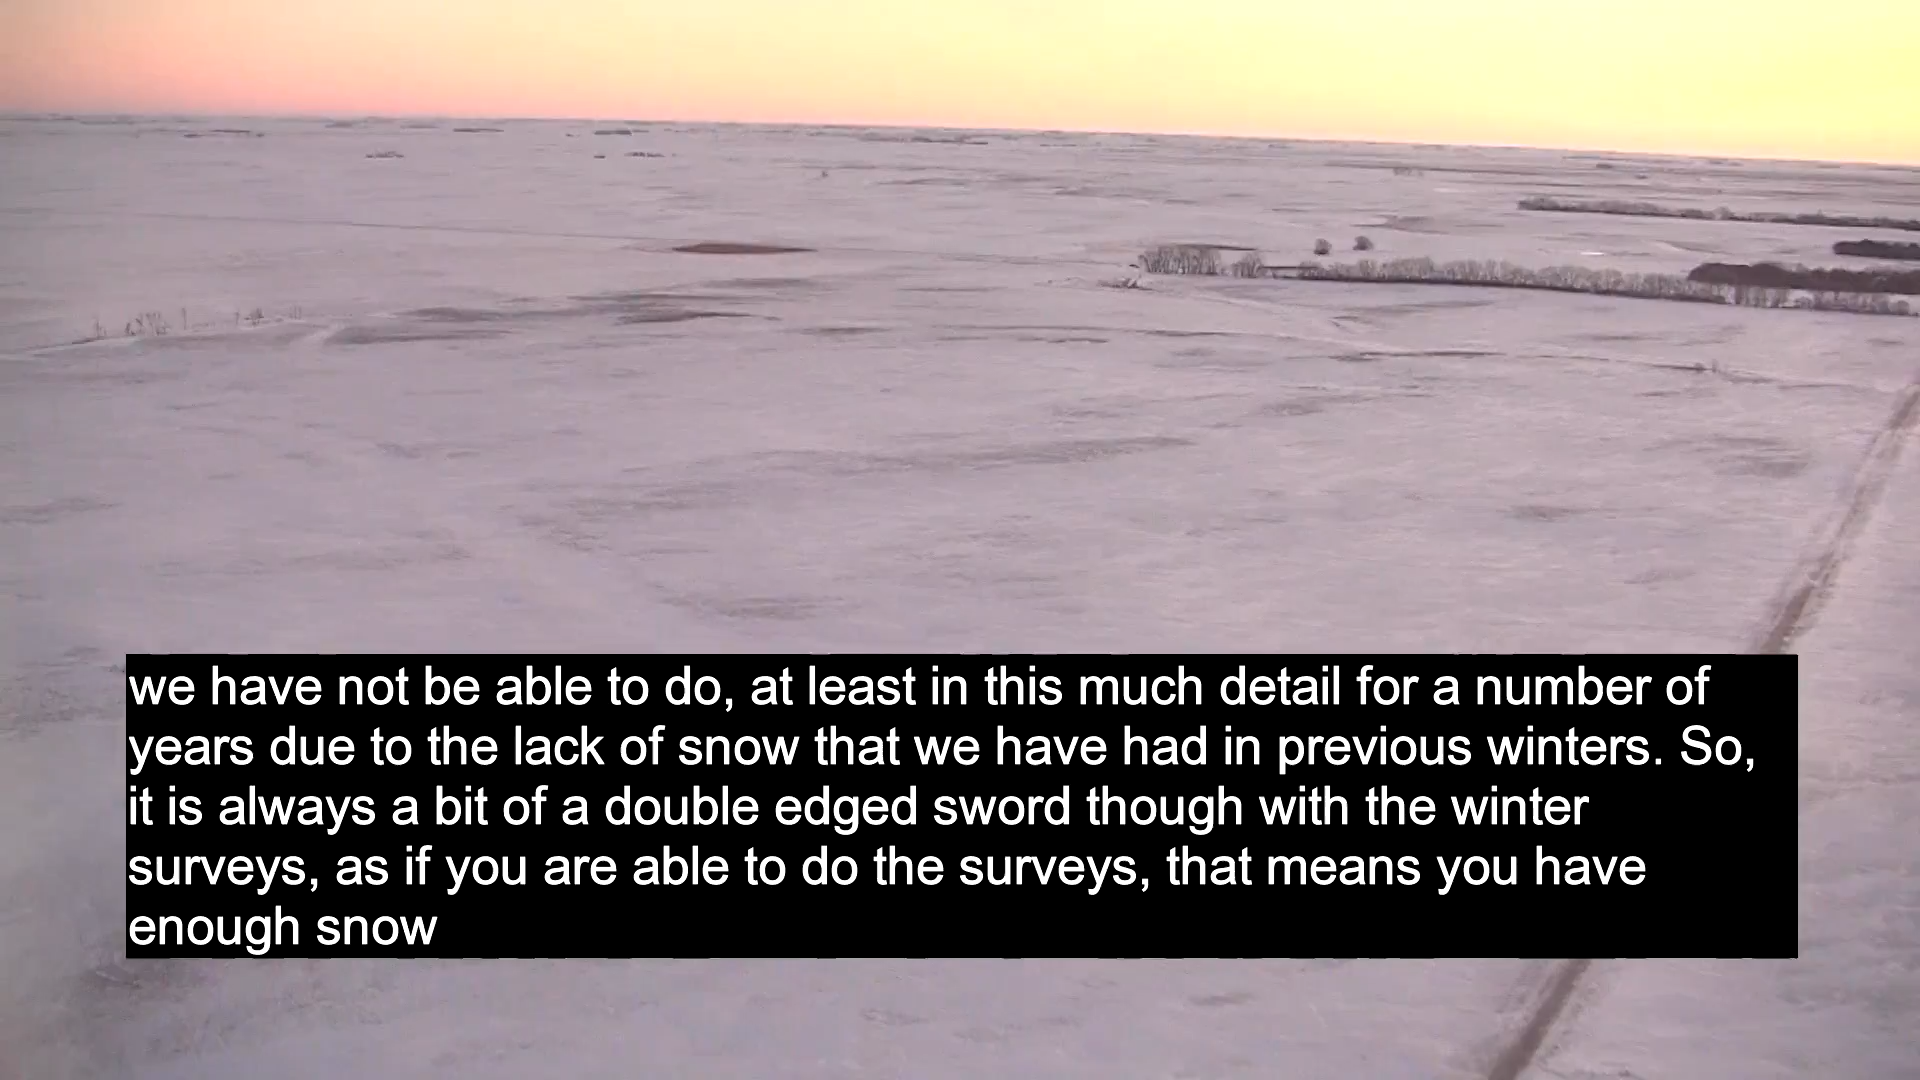 we have not be able to do, at least in this much detail for a number of
years due to the lack of snow that we have had in previous winters. So,
it is always a bit of a double edged sword though with the winter
surveys, as if you are able to do the surveys, that means you have
enough snow